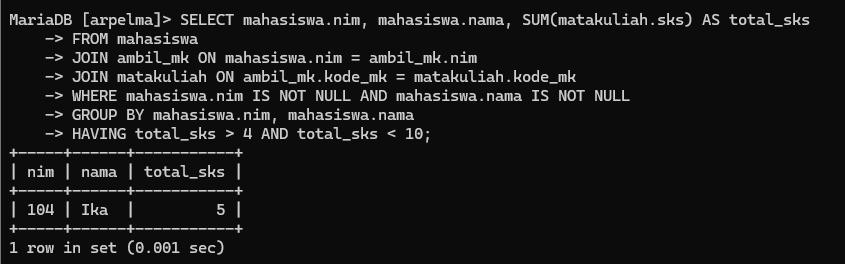 MariaDB [arpelma]> SELECT mahasiswa.nim, mahasiswa.nama, SUM(matakuliah.sks) AS total_sks
    -> FROM mahasiswa
    -> JOIN ambil_mk ON mahasiswa.nim = ambil_mk.nim
    -> JOIN matakuliah ON ambil_mk.kode_mk = matakuliah.kode_mk
    -> WHERE mahasiswa.nim IS NOT NULL AND mahasiswa.nama IS NOT NULL
    -> GROUP BY mahasiswa.nim, mahasiswa.nama
    -> HAVING total_sks > 4 AND total_sks < 10;
+-----+------+-----------+
| nim | nama | total_sks |
+-----+------+-----------+
| 104 | Ika  |         5 |
+-----+------+-----------+
1 row in set (0.001 sec)